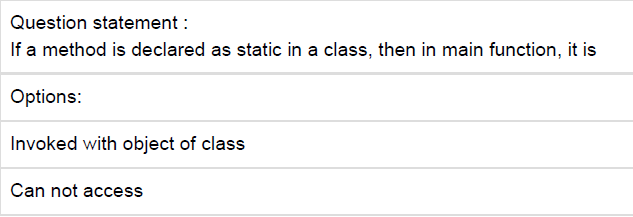 Question statement :
If a method is declared as static in a class, then in main function, it is
Options:
Invoked with object of class
Can not access